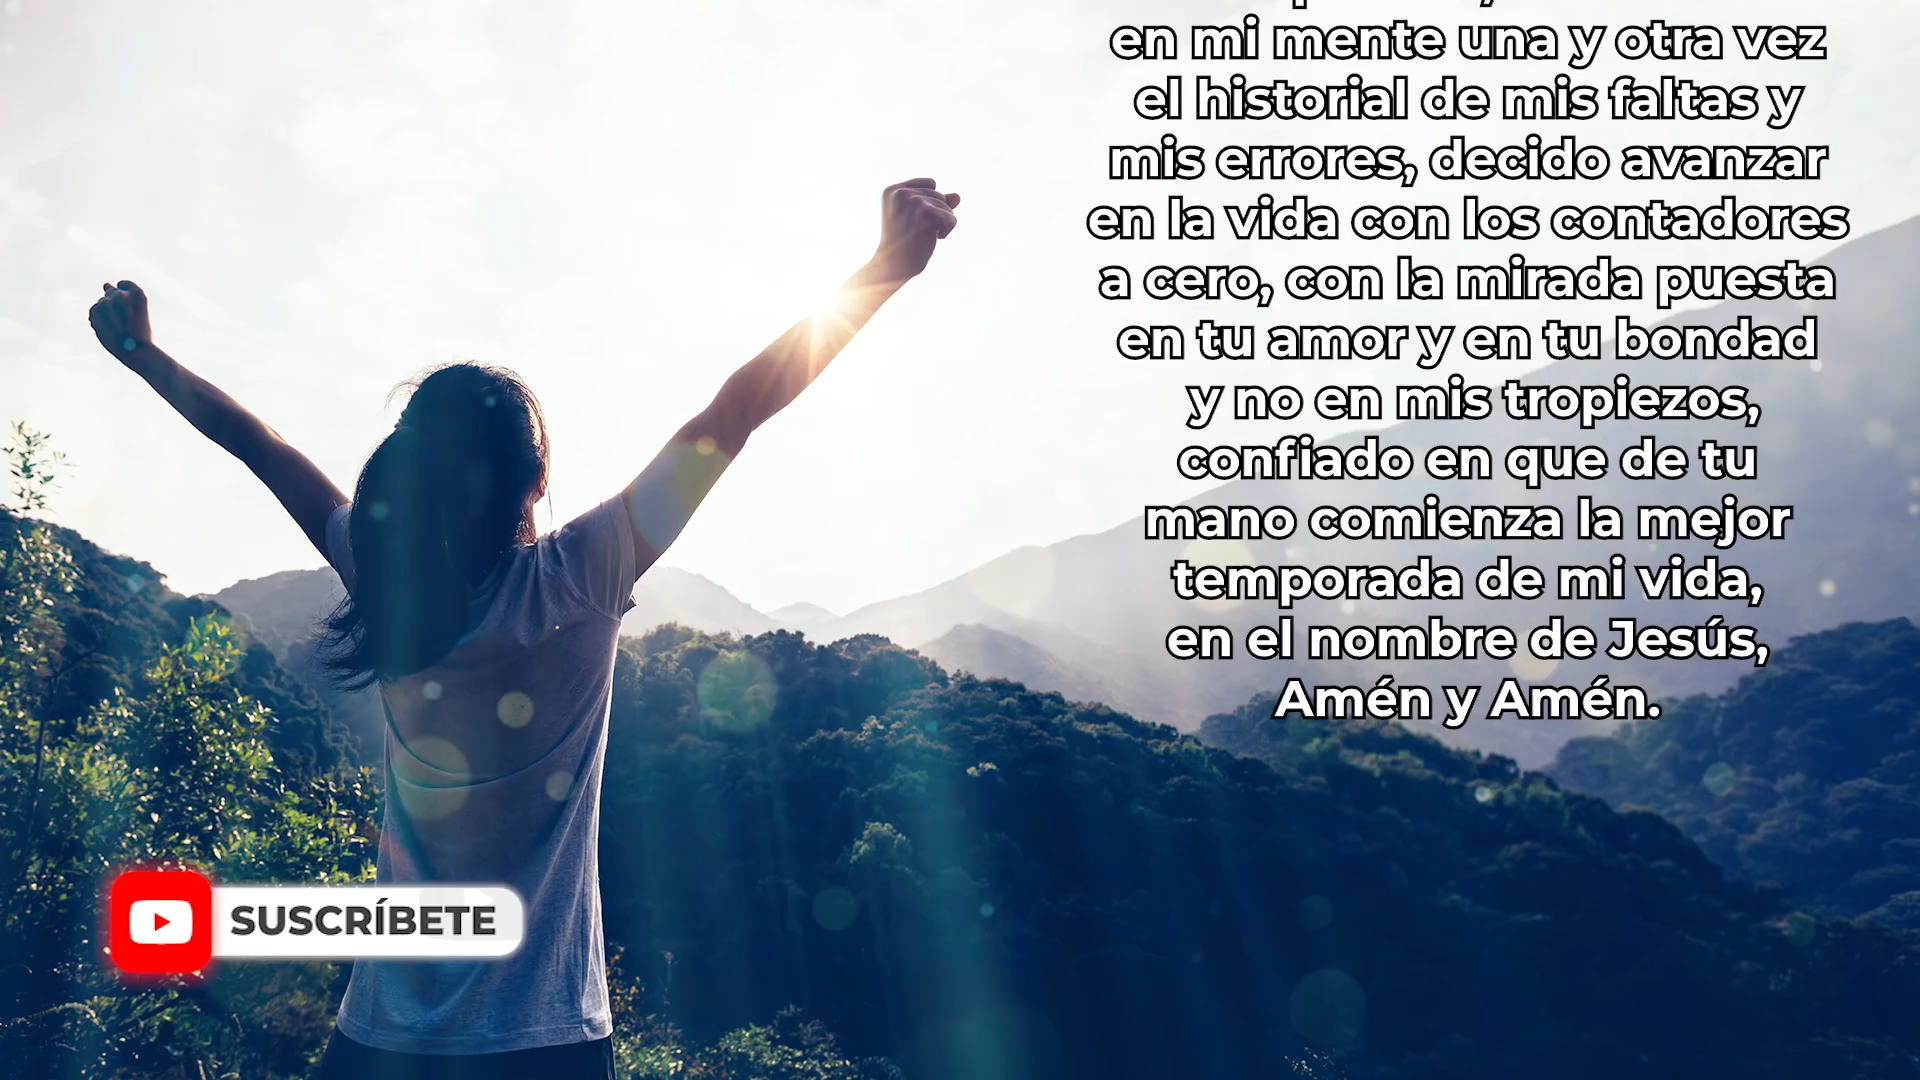 en mi mente una y otra vez
el historial de mis faltas y
mis errores, decido avanzar
en la vida con los contadores
a cero, con la mirada puesta
en tu amor y en tu bondad
y no en mis tropiezos,
confiado en que de tu
mano comienza la mejor
temporada de mi vida,
en el nombre de Jesús,
Amén y Amén.
SUSCRÍBETE